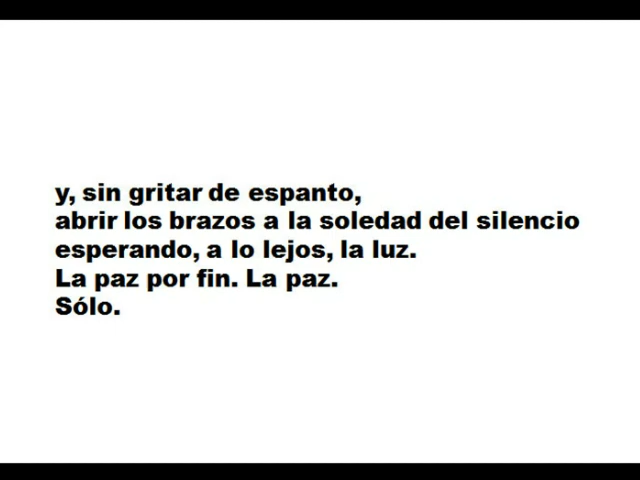 y, sin gritar de espanto,
abrir los brazos a la soledad del silencio
esperando, a lo lejos, la luz.
La paz por fin. La paz.
Sólo.